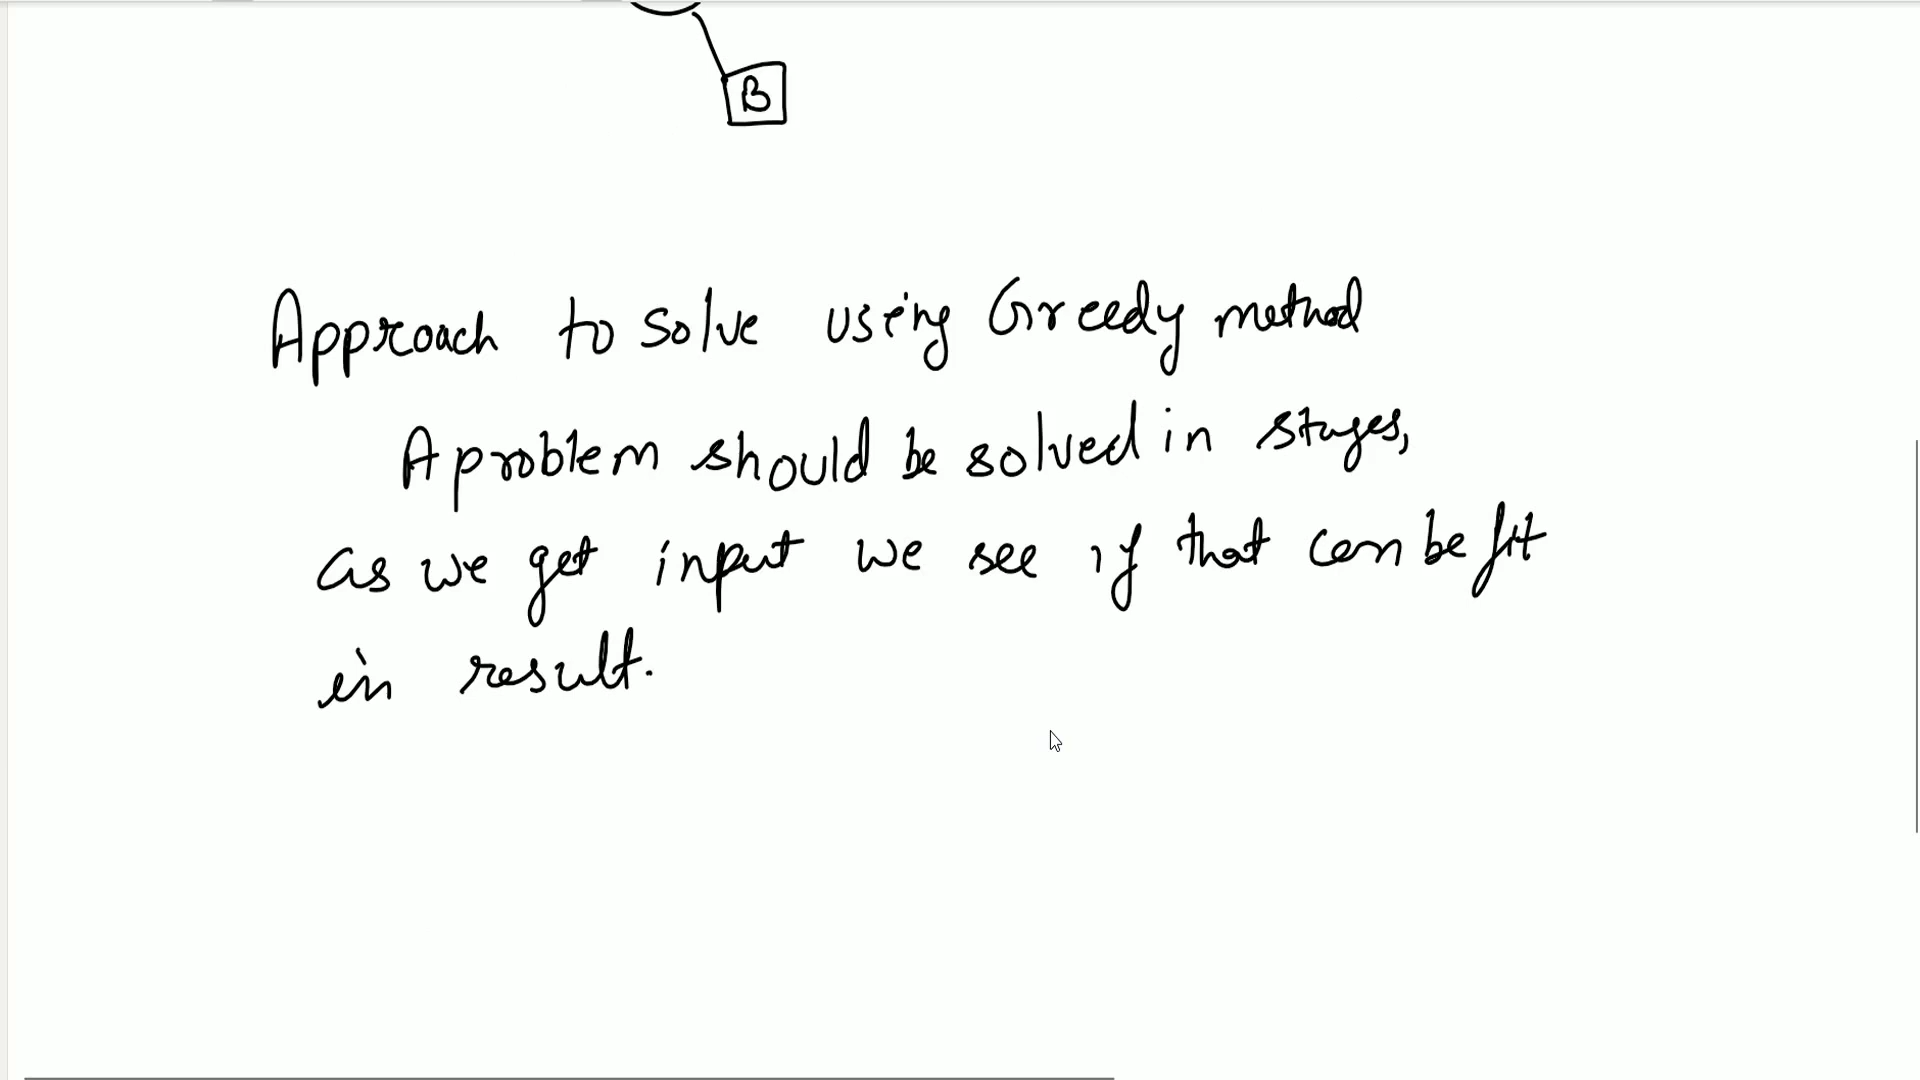 B
Approach to solve using Greedy method
A problem should be solved in stages,
as we get input we see if that can be fit
in result.